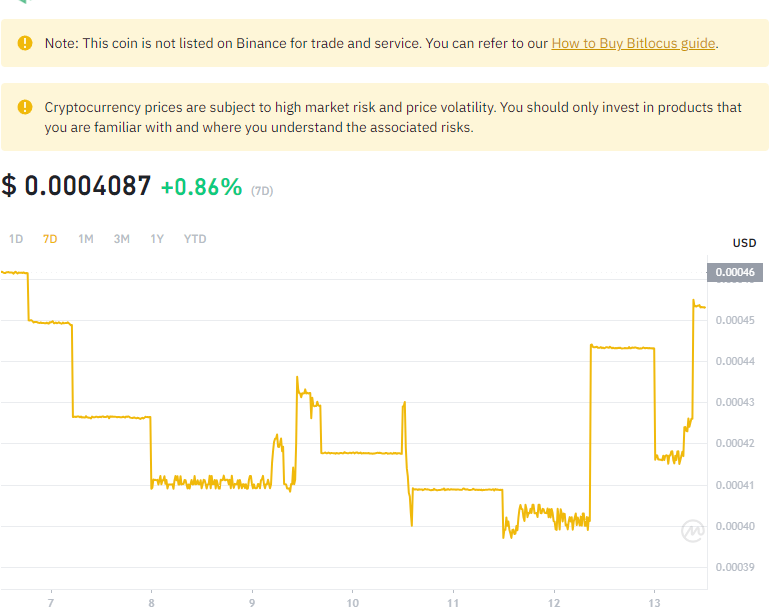 Note: This coin is not listed on Binance for trade and service. You can refer to our How to Buy Bitlocus guide.
Cryptocurrency prices are subject to high market risk and price volatility. You should only invest in products that
you are familiar with and where you understand the associated risks.
$ 0.0004087 +0.86% (7D)
1D 7D 1M 3M 1Y YTD
USD
0.00046
0.00045
0.00044
0.00043
0.00042
0.00041
0.00040
0.00039
7 8 9 10 11 12 13